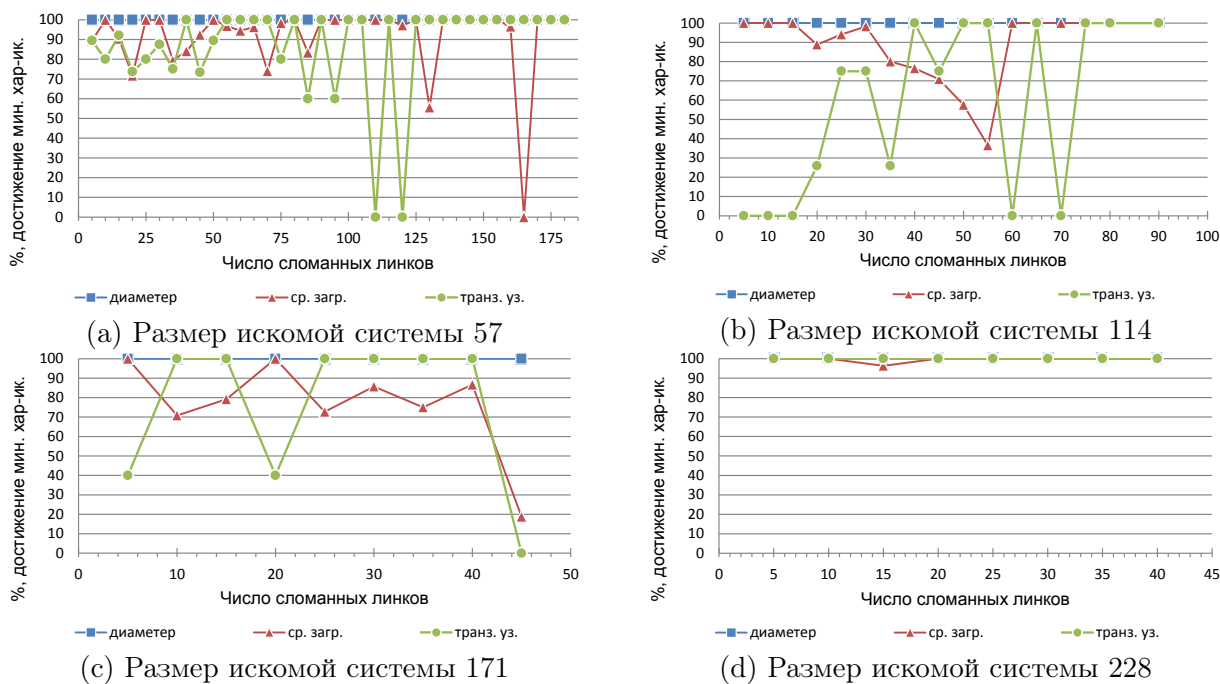 %, достижение мин. хар-ик.
100
90
80
70
60
50
40
30
20
10
0
0 25 50 75 100 125 150 175
Число сломанных линков
диаметер ср. загр. транз. уз.
(a) Размер искомой системы 57
%, достижение мин. хар-ик.
100
90
80
70
60
50
40
30
20
10
0
0 10 20 30 40 50 60 70 80 90 100
Число сломанных линков
диаметер ср. загр. транз. уз.
(b) Размер искомой системы 114
%, достижение мин. хар-ик.
100
90
80
70
60
50
40
30
20
10
0
0 10 20 30 40 50
Число сломанных линков
диаметер ср. загр. транз. уз.
(c) Размер искомой системы 171
%, достижение мин. хар-ик.
100
90
80
70
60
50
40
30
20
10
0
0 5 10 15 20 25 30 35 40 45
Число сломанных линков
диаметер ср. загр. транз. уз.
(d) Размер искомой системы 228